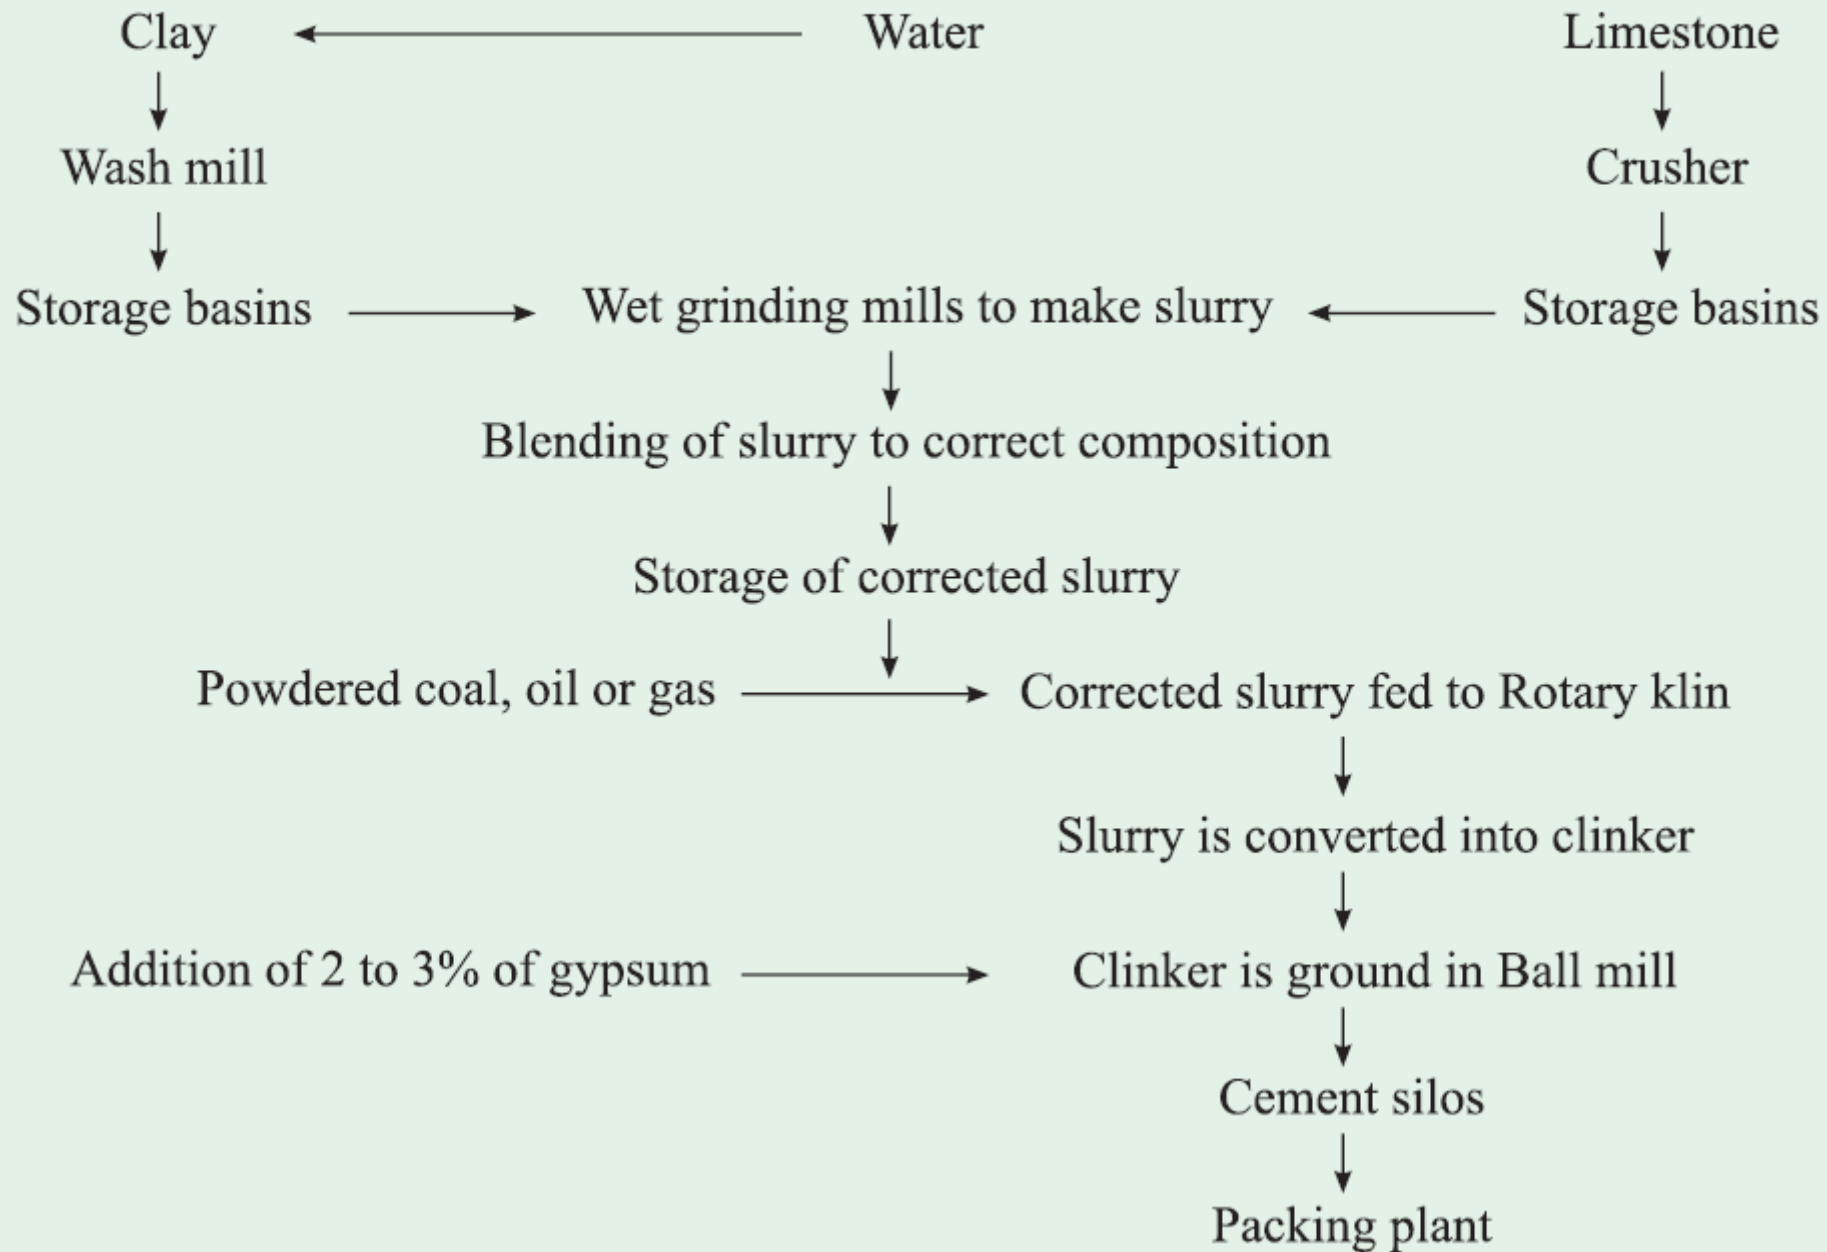 Clay
Water
Limestone
Wash mill
Crusher
Storage basins
Wet grinding mills to make slurry
Storage basins
Blending of slurry to correct composition
Storage of corrected slurry
Powdered coal, oil or gas
Corrected slurry fed to Rotary klin
Slurry is converted into clinker
Addition of 2 to 3% of gypsum
Clinker is ground in Ball mill
Cement silos
Packing plant